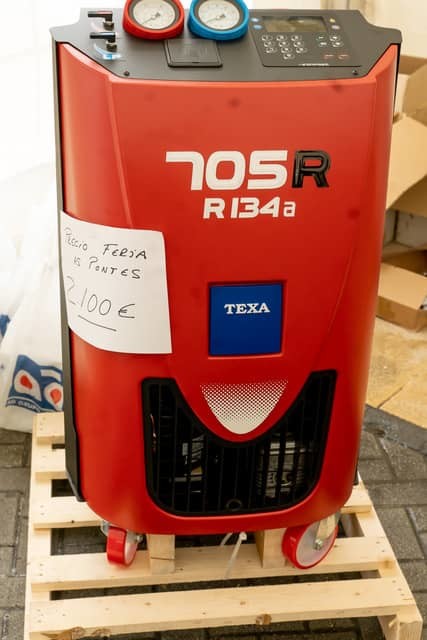 705R
R134a
PRECIO FERIA
AS PONTES
2.100 €
TEXA